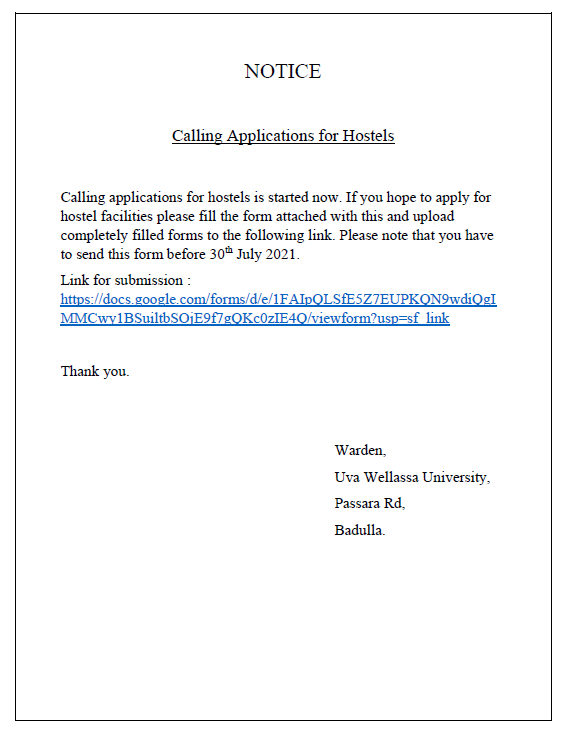 NOTICE
Calling Applications for Hostels
Calling applications for hostels is started now. If you hope to apply for
hostel facilities please fill the form attached with this and upload
completely filled forms to the following link. Please note that you have
to send this form before 30th July 2021.
Link for submission :
https://docs.google.com/forms/d/e/1FAIpQLSfE5Z7EUPKQN9wdiQgI
MMCwy1BSuiltbSOjE9f7gQKc0zIE4Q/viewform?usp=sf_link
Thank you.
Warden,
Uva Wellassa University,
Passara Rd,
Badulla.